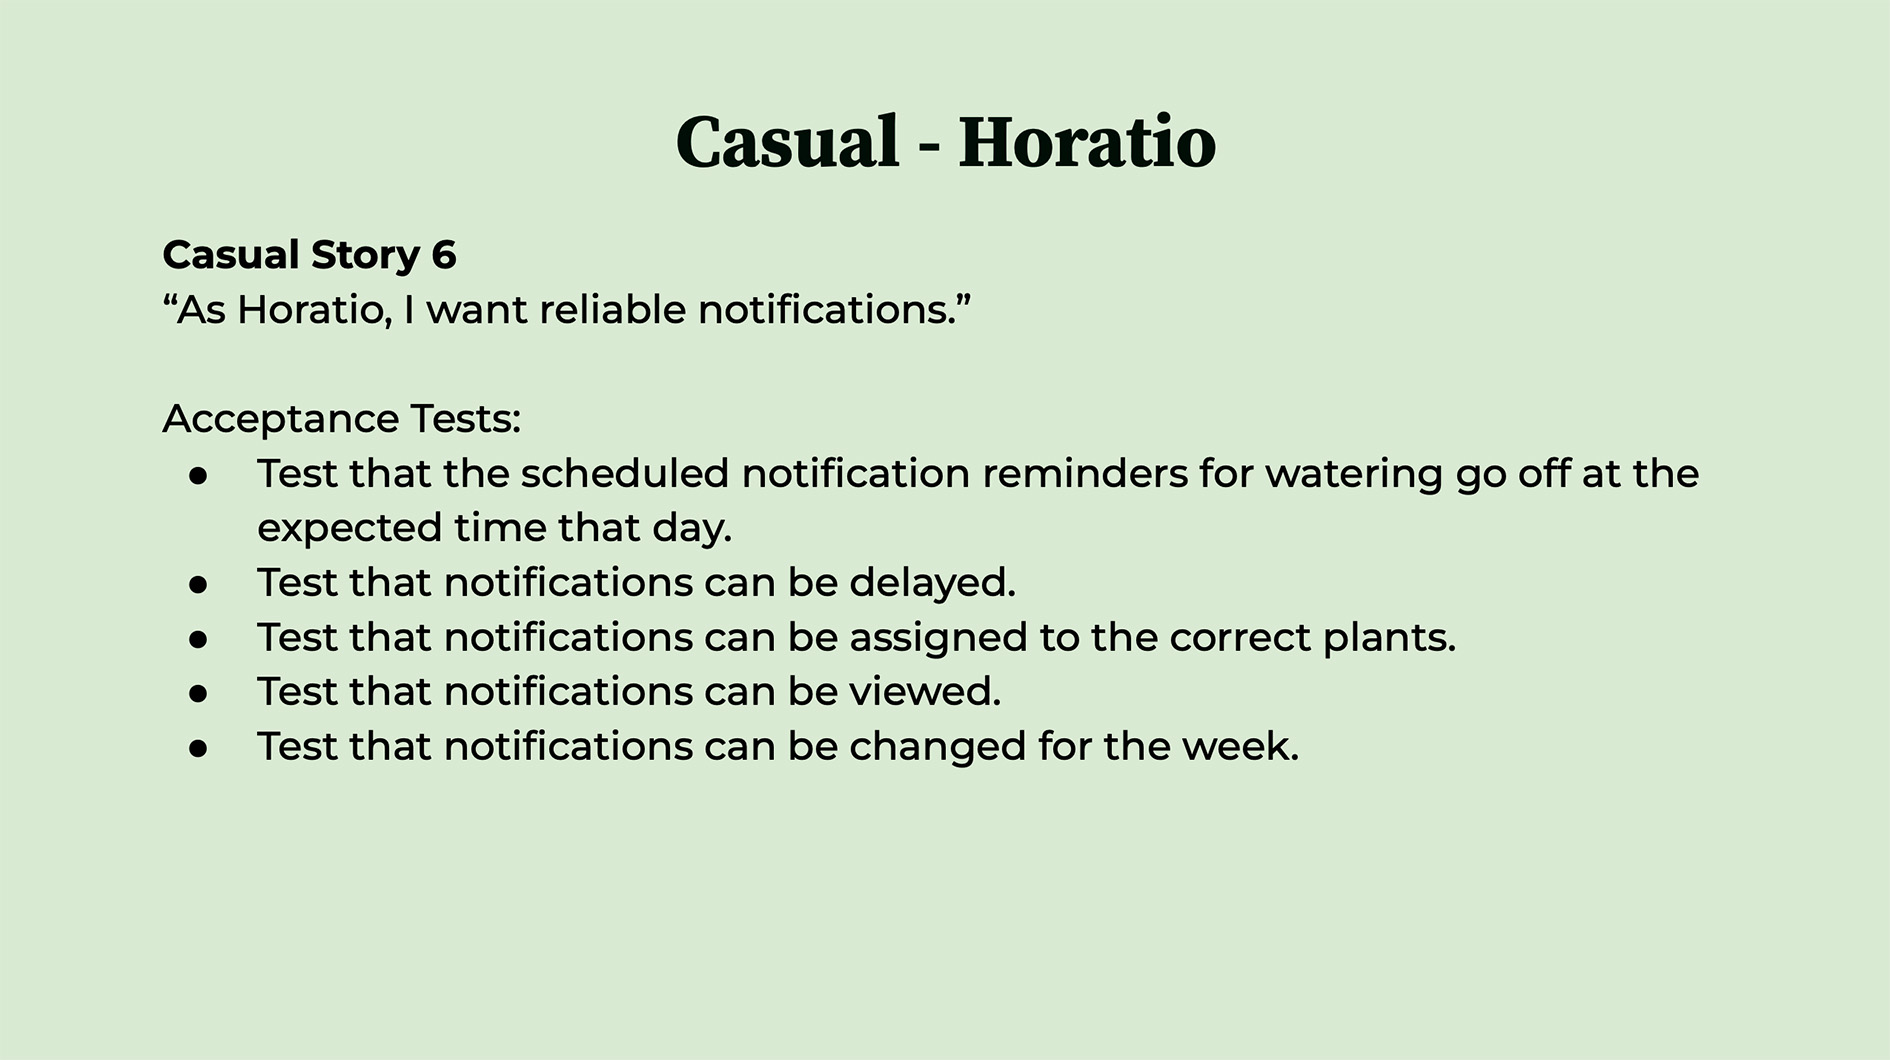 Casual - Horatio
Casual Story 6
“As Horatio, I want reliable notifications.”
Acceptance Tests:
● Test that the scheduled notification reminders for watering go off at the
expected time that day.
● Test that notifications can be delayed.
● Test that notifications can be assigned to the correct plants.
● Test that notifications can be viewed.
● Test that notifications can be changed for the week.